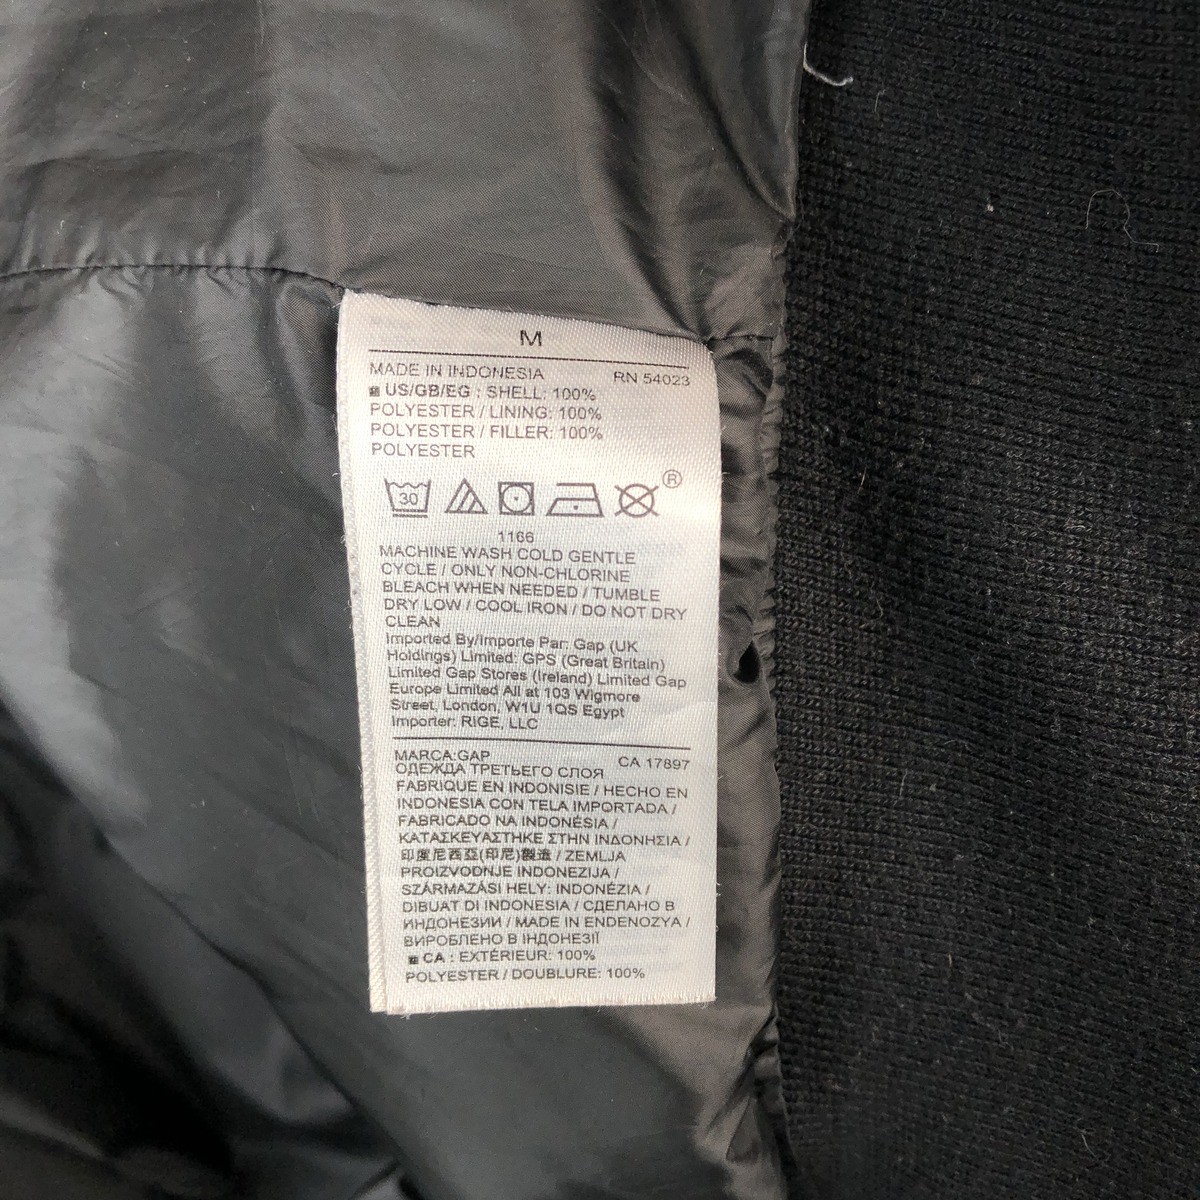 M
MADE IN INDONESIA RN 54023
US/GB/EG : SHELL: 100%
POLYESTER / LINING: 100%
POLYESTER / FILLER: 100%
POLYESTER
30 ®
1166
MACHINE WASH COLD GENTLE
CYCLE / ONLY NON-CHLORINE
BLEACH WHEN NEEDED / TUMBLE
DRY LOW / COOL IRON / DO NOT DRY
CLEAN
Imported By/Importe Par: Gap (UK
Holdings) Limited: GPS (Great Britain)
Limited Gap Stores (Ireland) Limited Gap
Europe Limited All at 103 Wigmore
Street, London, W1U 1QS Egypt
Importer: RIGE, LLC
MARCA:GAP CA 17897
ОДЕЖДА ТРЕТЬЕГО СЛОЯ
FABRIQUE EN INDONISIE / HECHO EN
INDONESIA CON TELA IMPORTADA /
FABRICADO NA INDONÉSIA /
ΚΑΤΑΣΚΕΥΑΣΤΗΚΕ ΣΤΗΝ ΙΝΔΟΝΗΣΙΑ /
印度尼西亞(印尼)製造 / ZEMLJA
PROIZVODNJE INDONEZIJA /
SZÁRMAZÁSI HELY: INDONÉZIA /
DIBUAT DI INDONESIA / СДЕЛАНО В
ИНДОНЕЗИИ / MADE IN ENDENOZYA /
ВИРОБЛЕНО В ІНДОНЕЗІЇ
CA : EXTÉRIEUR: 100%
POLYESTER / DOUBLURE: 100%